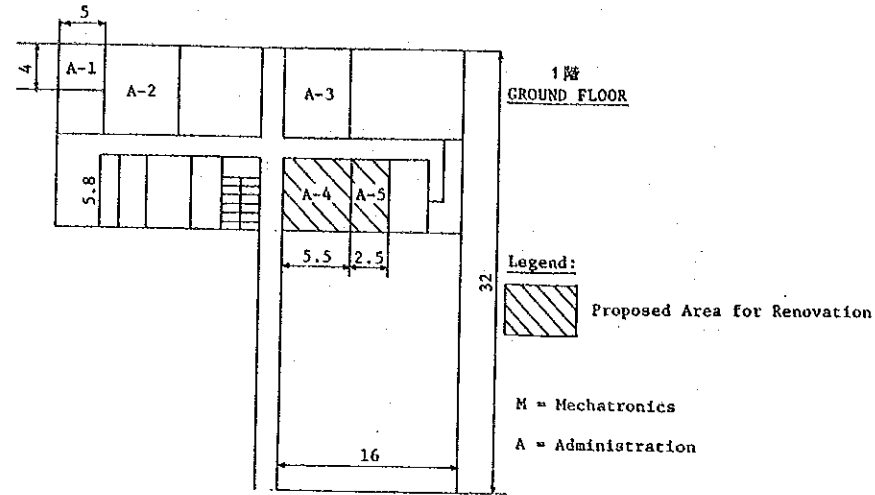 5
4
A-1
A-2
A-3
1階
GROUND FLOOR
5.8
A-4
A-5
5.5
2.5
32
Legend:
Proposed Area for Renovation
M = Mechatronics
A = Administration
16